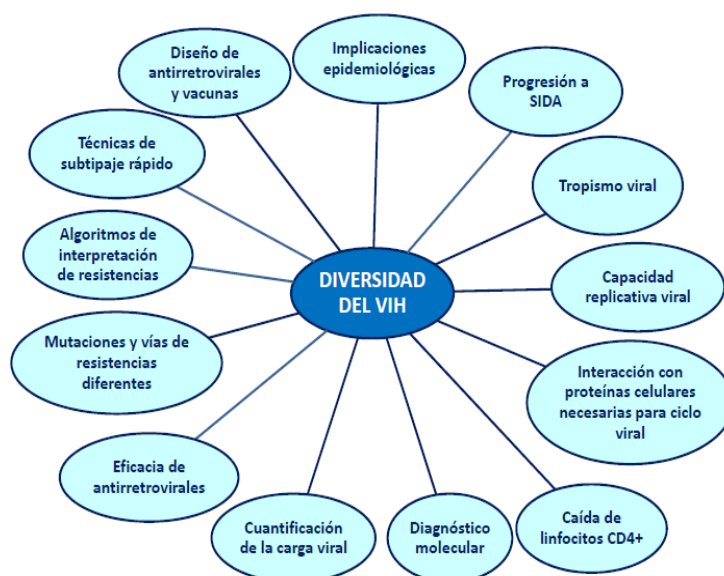 Diseño de
antirretrovirales
y vacunas
Implicaciones
epidemiológicas
Progresión a
SIDA
Técnicas de
subtipaje rápido
Tropismo viral
Algoritmos de
interpretación
de resistencias
DIVERSIDAD
DEL VIH
Capacidad
replicativa viral
Mutaciones y vías de
resistencias
diferentes
Interacción con
proteínas celulares
necesarias para ciclo
viral
Eficacia de
antirretrovirales
Cuantificación
de la carga viral
Diagnóstico
molecular
Caída de
linfocitos CD4+